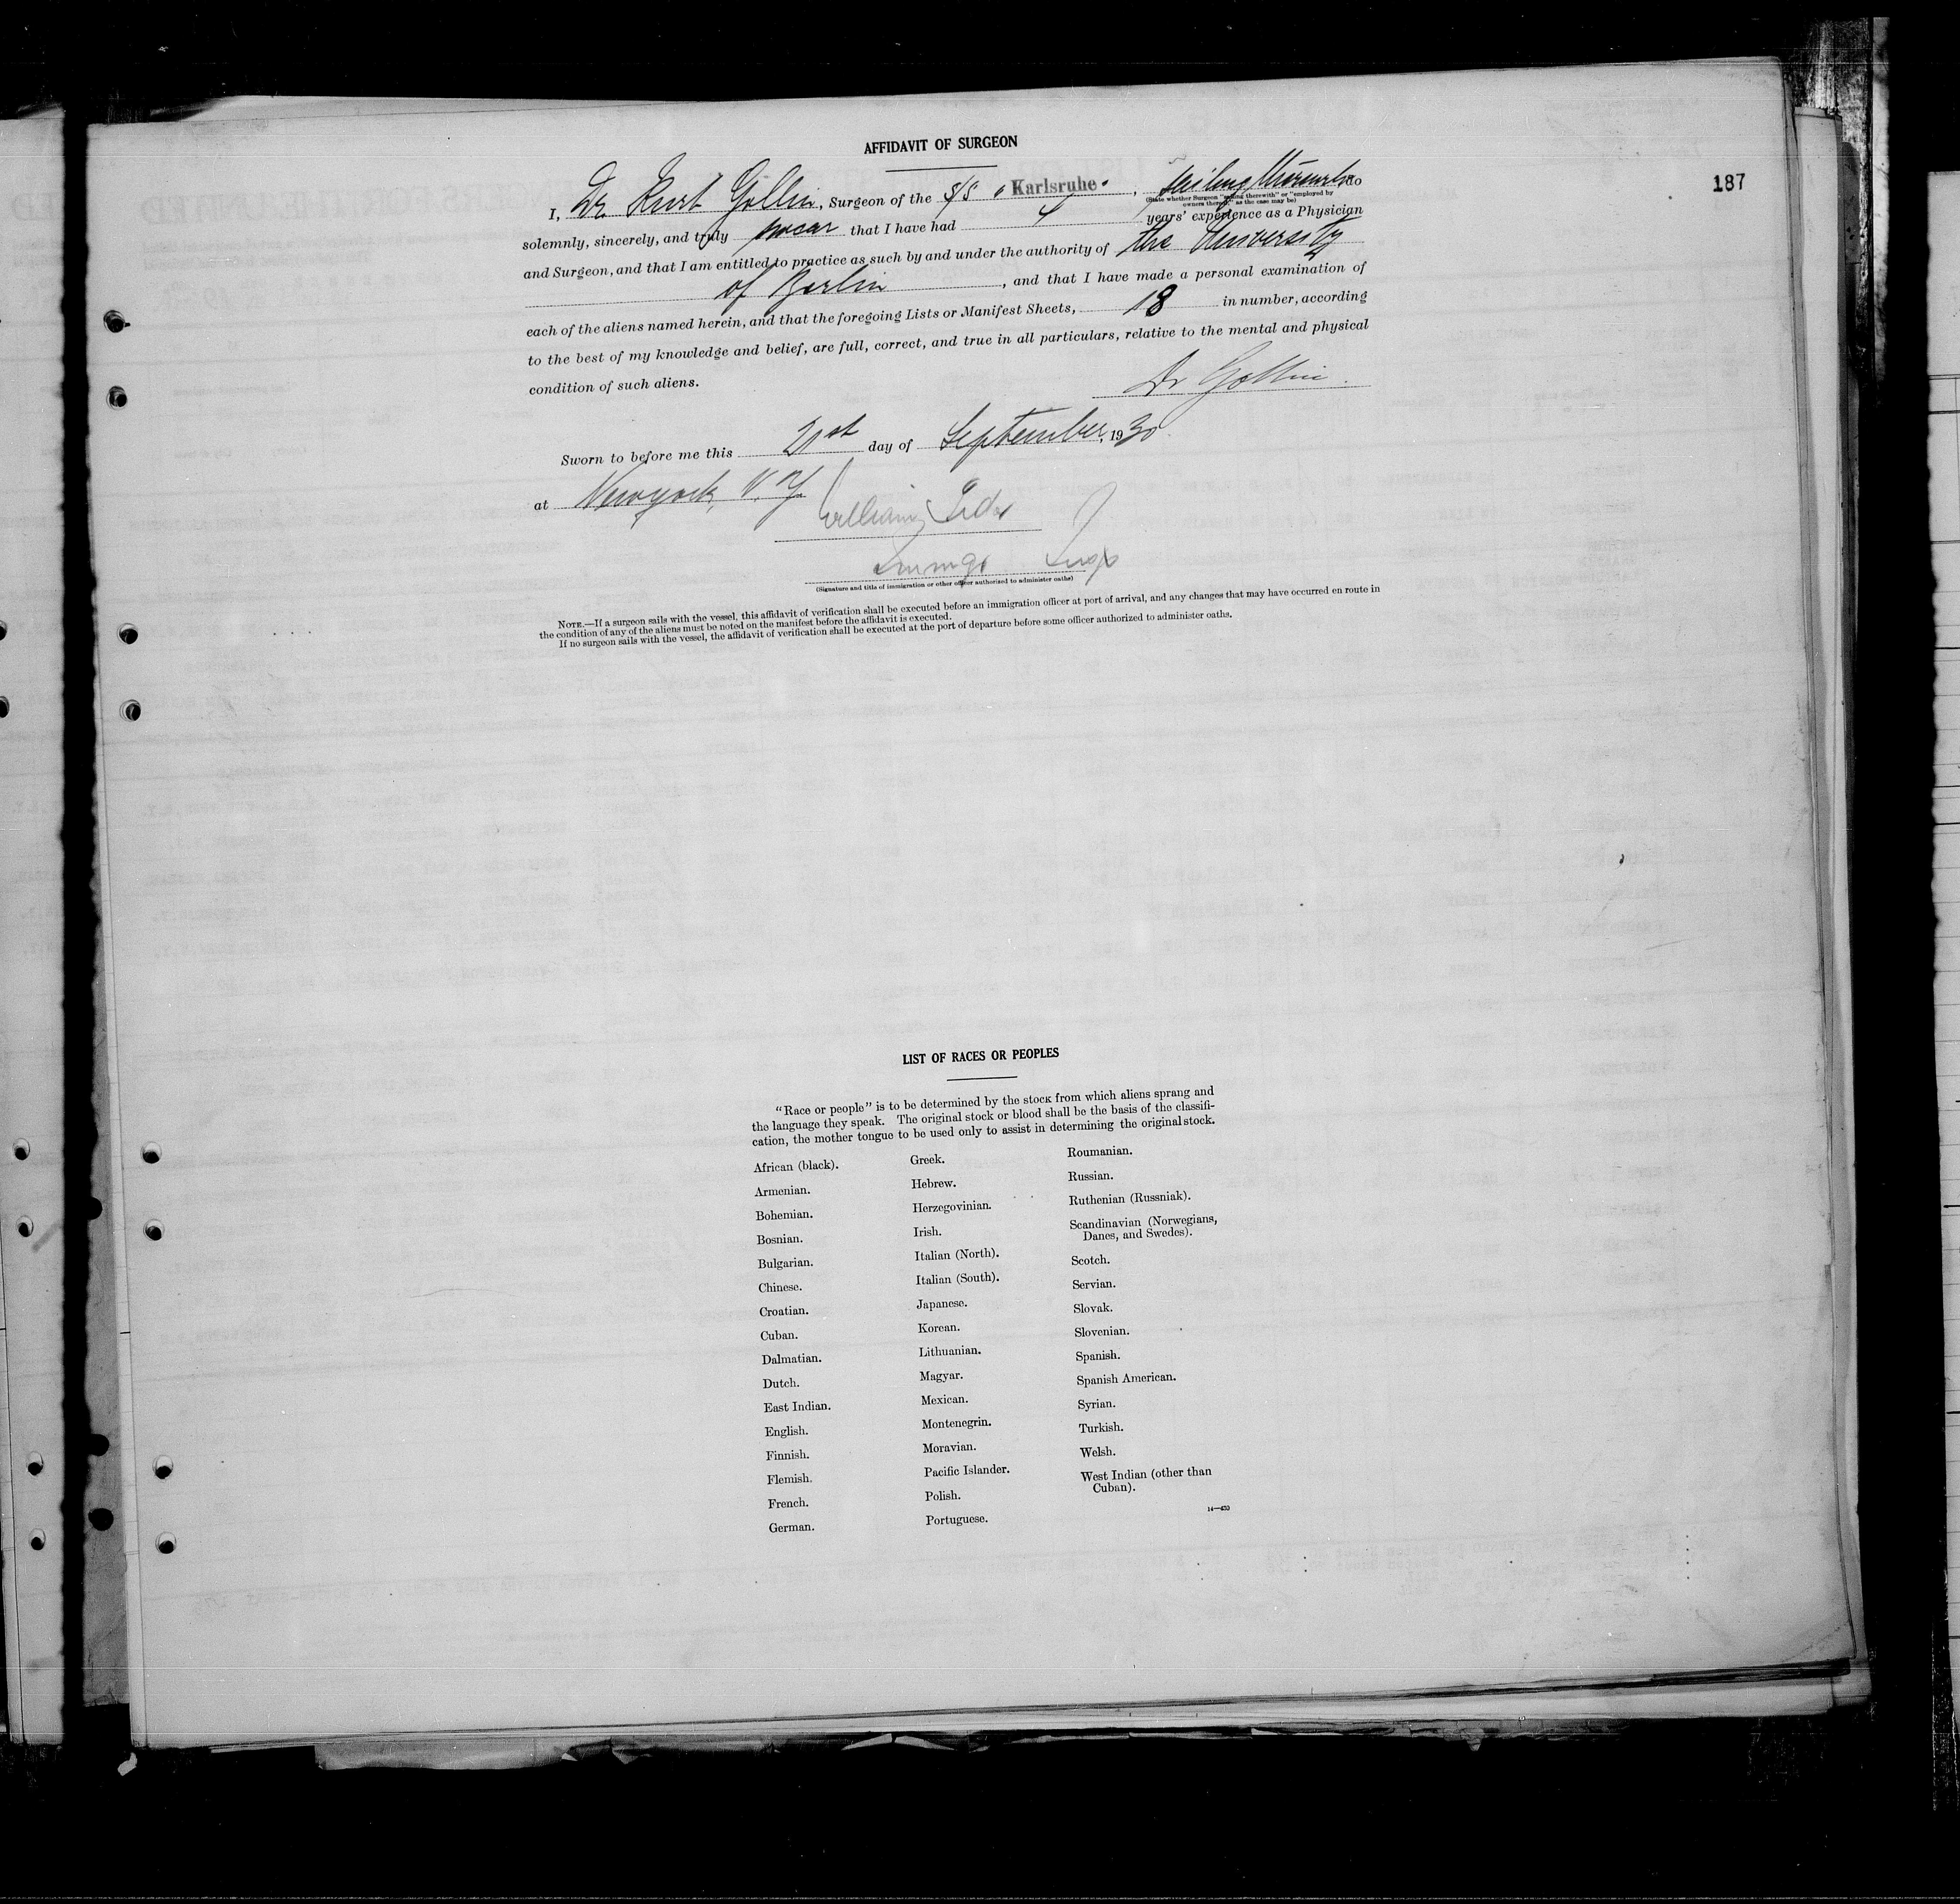 187
AFFIDAVIT OF SURGEON
I, Dr. Kurt Gollin, Surgeon of the S/S "Karlsruhe", sailing therewith do
(State whether Surgeon "sailing therewith" or "employed by
owners thereof," as the case may be)
solemnly, sincerely, and truly swear that I have had 4 years' experience as a Physician
and Surgeon, and that I am entitled to practice as such by and under the authority of the University
of Berlin, and that I have made a personal examination of
each of the aliens named herein, and that the foregoing Lists or Manifest Sheets, 18 in number, according
to the best of my knowledge and belief, are full, correct, and true in all particulars, relative to the mental and physical
condition of such aliens.
Dr Gollin.
Sworn to before me this 21st day of September, 1930
at Newyork, N.Y.
William
Immgr Insp
(Signature and title of immigration or other officer authorized to administer oaths)
NOTE.—If a surgeon sails with the vessel, this affidavit of verification shall be executed before an immigration officer at port of arrival, and any changes that may have occurred en route in
the condition of any of the aliens must be noted on the manifest before the affidavit is executed.
If no surgeon sails with the vessel, the affidavit of verification shall be executed at the port of departure before some officer authorized to administer oaths.
LIST OF RACES OR PEOPLES
"Race or people" is to be determined by the stock from which aliens sprang and
the language they speak. The original stock or blood shall be the basis of the classifi-
cation, the mother tongue to be used only to assist in determining the original stock.
African (black).
Armenian.
Bohemian.
Bosnian.
Bulgarian.
Chinese.
Croatian.
Cuban.
Dalmatian.
Dutch.
East Indian.
English.
Finnish.
Flemish.
French.
German.
Greek.
Hebrew.
Herzegovinian.
Irish.
Italian (North).
Italian (South).
Japanese.
Korean.
Lithuanian.
Magyar.
Mexican.
Montenegrin.
Moravian.
Pacific Islander.
Polish.
Portuguese.
Roumanian.
Russian.
Ruthenian (Russniak).
Scandinavian (Norwegians,
Danes, and Swedes).
Scotch.
Servian.
Slovak.
Slovenian.
Spanish.
Spanish American.
Syrian.
Turkish.
Welsh.
West Indian (other than
Cuban).